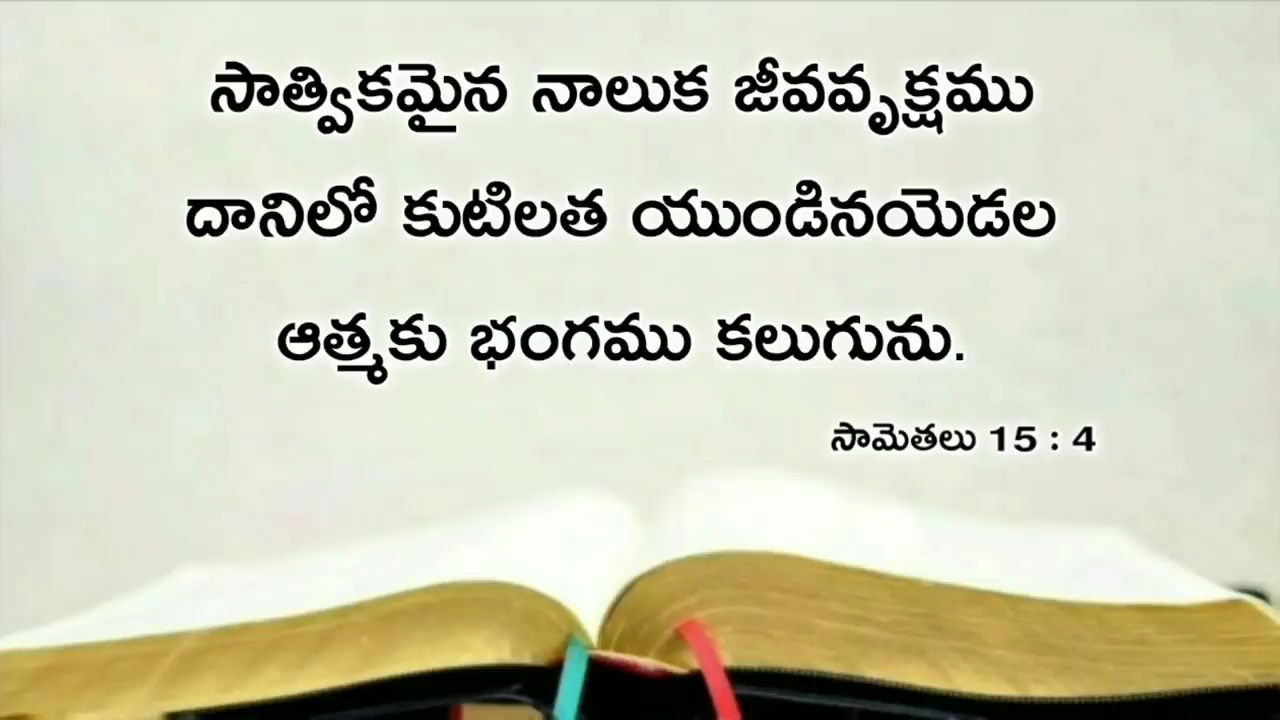 సాత్వికమైన నాలుక జీవవృక్షము
దానిలో కుటిలత యుండినయెడల
ఆత్మకు భంగము కలుగును.
సామెతలు 15 : 4